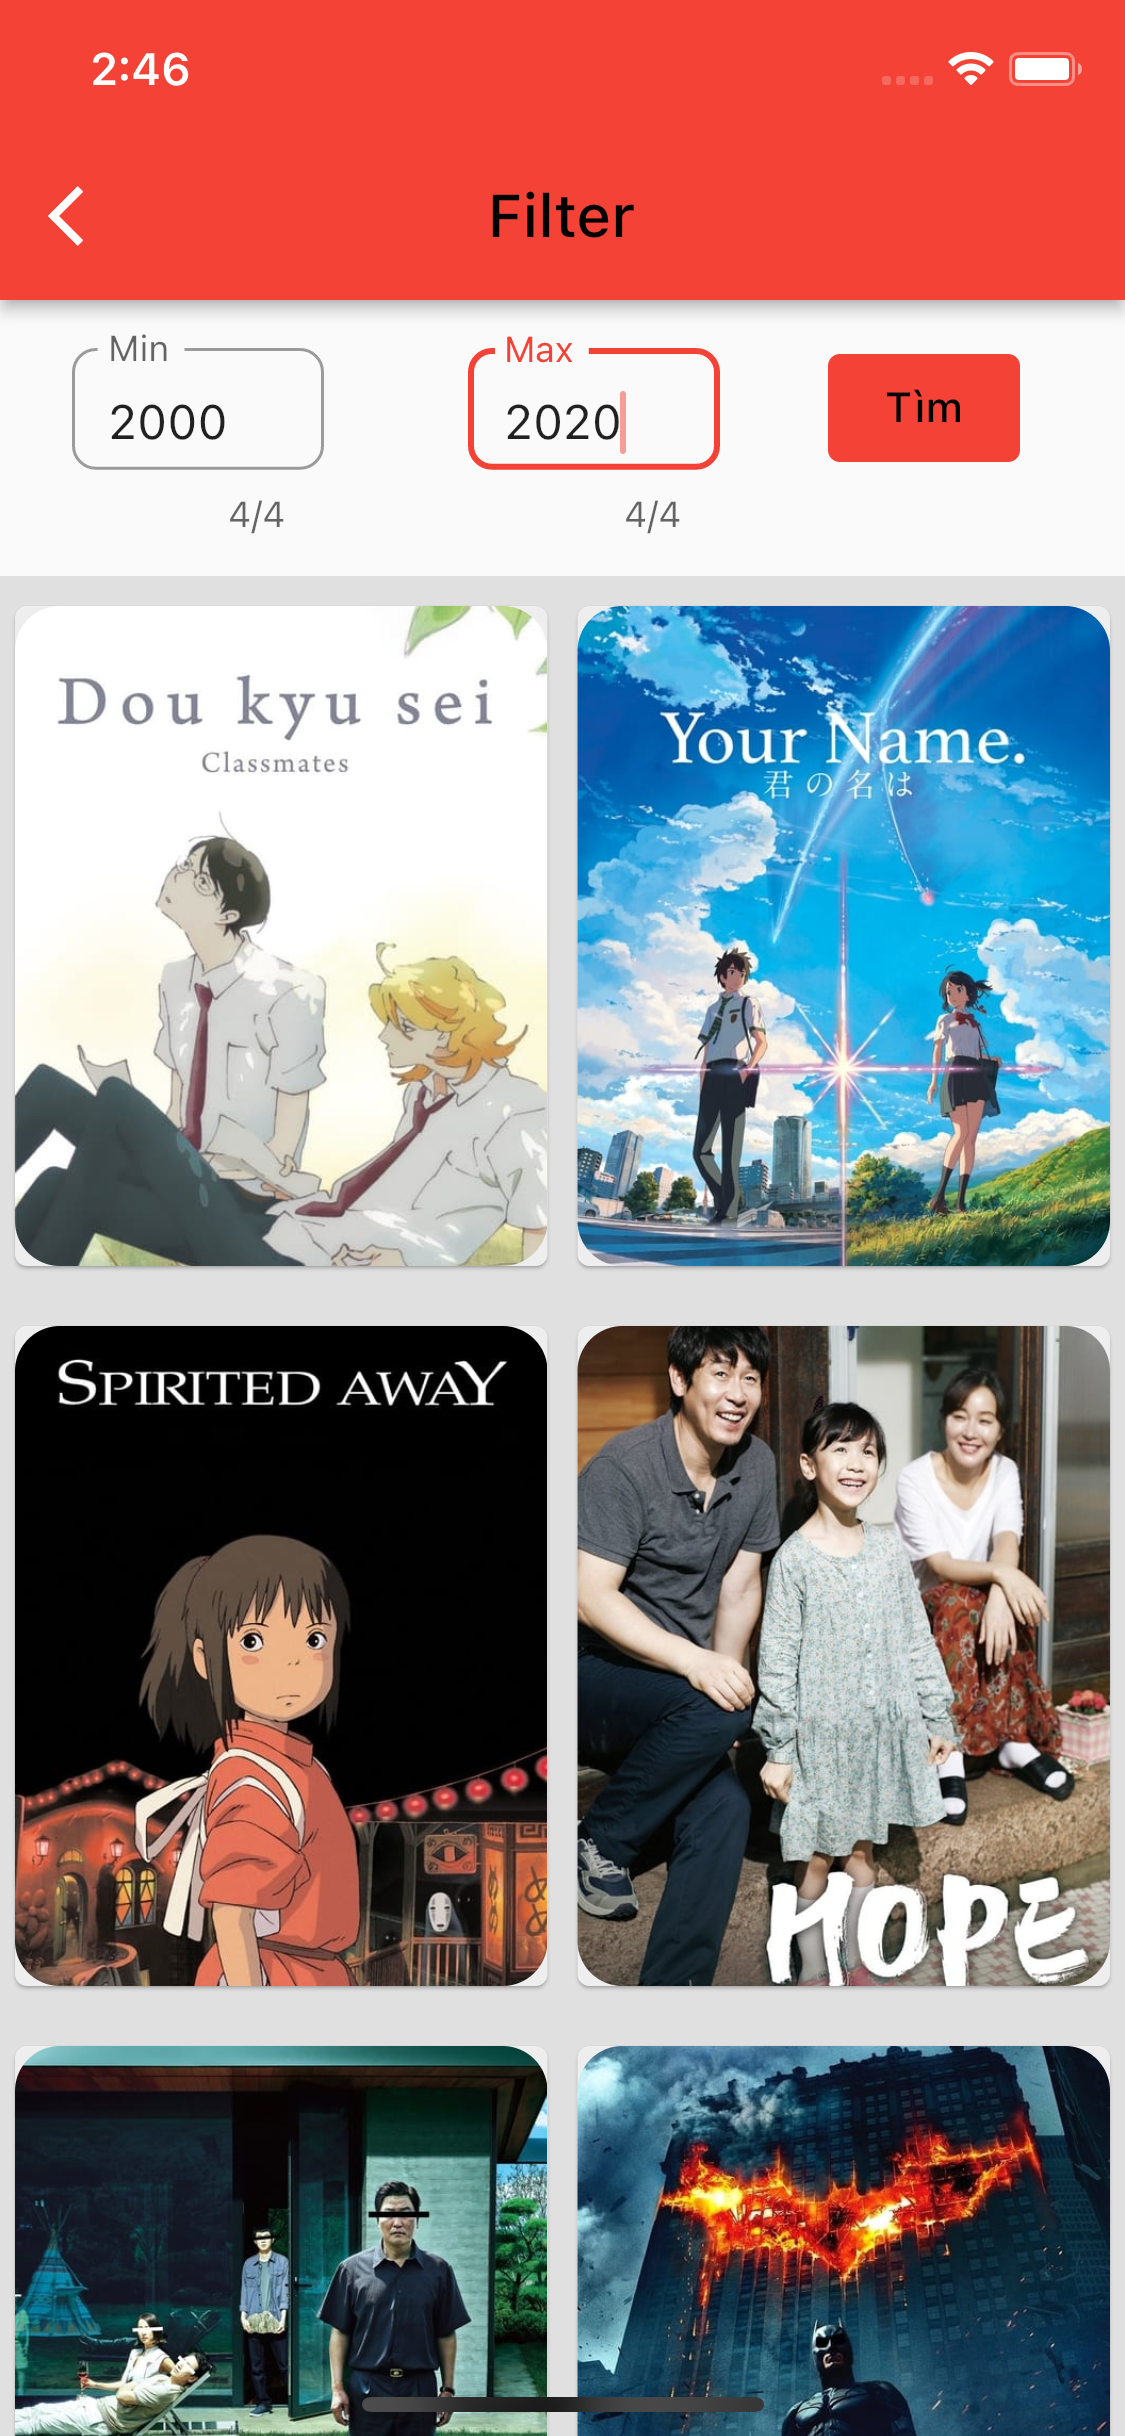 2:46
Filter
Min
Max
2000
2020
Tìm
4/4
4/4
Dou kyu sei
Classmates
Your Name.
君の名は
SPIRITED AWAY
HOPE